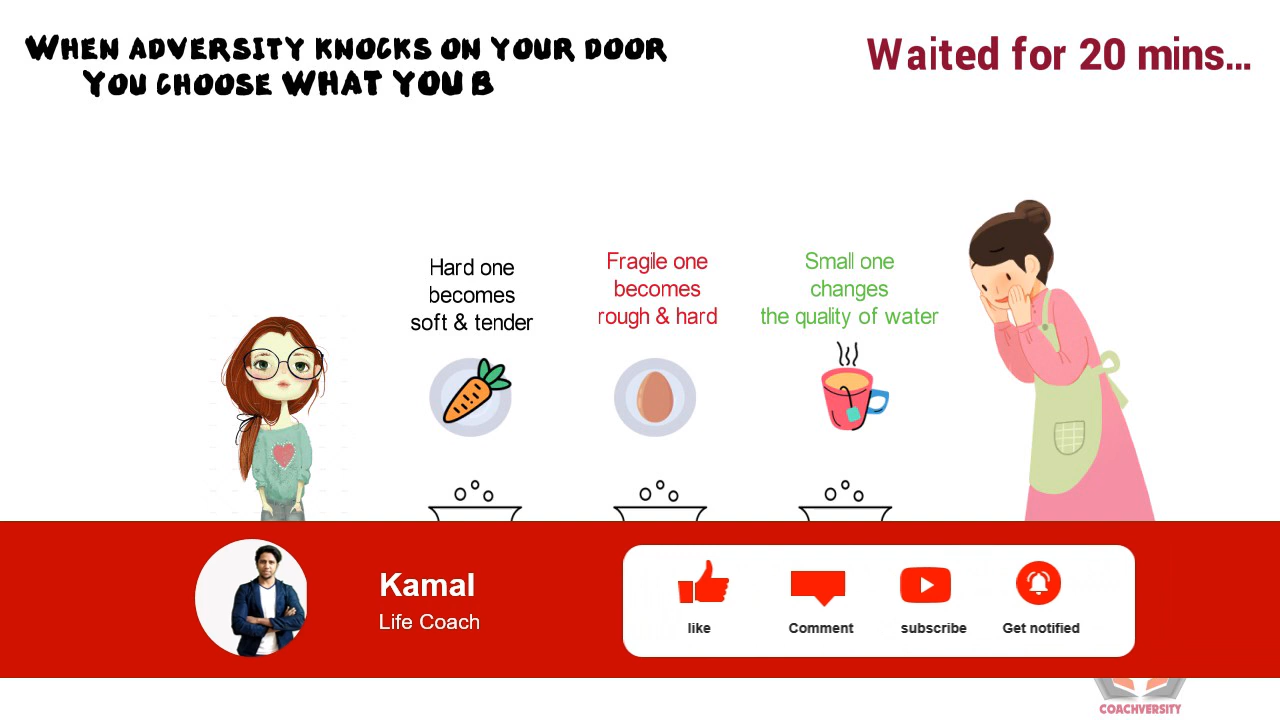 When adversity knocks on your door
You choose WHAT YOU B
Waited for 20 mins...
Hard one
becomes
soft & tender
Fragile one
becomes
rough & hard
Small one
changes
the quality of water
Kamal
Life Coach
like
Comment
subscribe
Get notified
COACHVERSITY